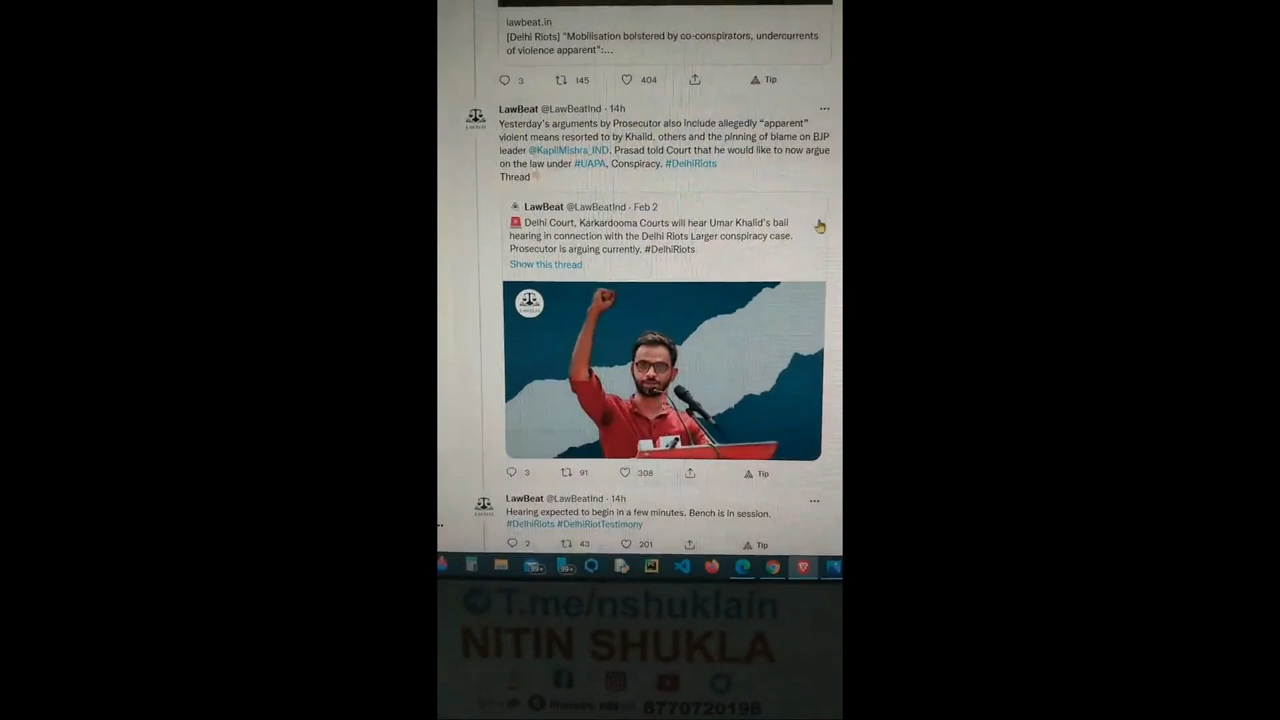 lawbeat.in
[Delhi Riots] "Mobilisation bolstered by co-conspirators, undercurrents
of violence apparent":...
3 145 404 Tip
LawBeat @LawBeatInd · 14h
Yesterday's arguments by Prosecutor also include allegedly “apparent”
violent means resorted to by Khalid, others and the pinning of blame on BJP
leader @KapilMishra_IND. Prasad told Court that he would like to now argue
on the law under #UAPA, Conspiracy. #DelhiRiots
Thread
LawBeat @LawBeatInd · Feb 2
Delhi Court, Karkardooma Courts will hear Umar Khalid's bail
hearing in connection with the Delhi Riots Larger conspiracy case.
Prosecutor is arguing currently. #DelhiRiots
Show this thread
3 91 308 Tip
LawBeat @LawBeatInd · 14h
Hearing expected to begin in a few minutes. Bench is in session.
#DelhiRiots #DelhiRiotTestimony
2 43 201 Tip
99+ 99+
T.me/nshuklain
NITIN SHUKLA
8770720196